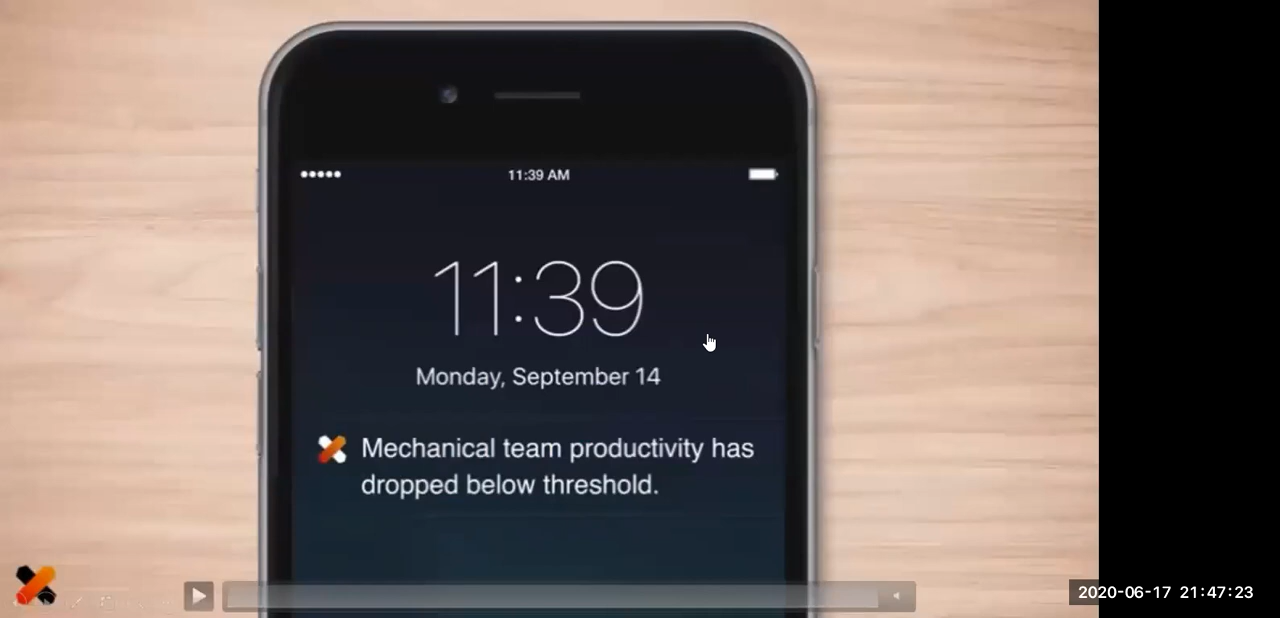 11:39 AM
11:39
Monday, September 14
Mechanical team productivity has
dropped below threshold.
2020-06-17 21:47:23